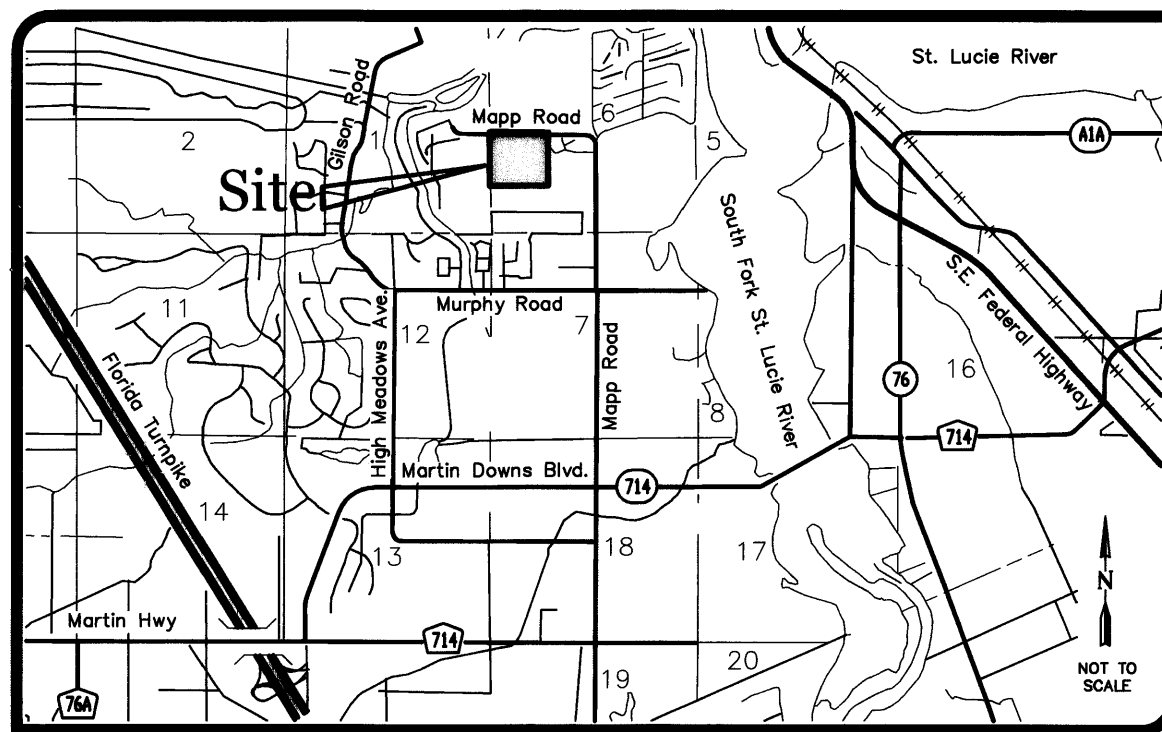 St. Lucie River
Gilson Road
Mapp Road
2
1
6
5
A1A
Site
South Fork St. Lucie River
S.E. Federal Highway
11
Murphy Road
12
7
High Meadows Ave.
Mapp Road
Florida Turnpike
76
16
8
714
Martin Downs Blvd.
714
14
13
18
17
N
Martin Hwy
714
20
NOT TO
SCALE
76A
19